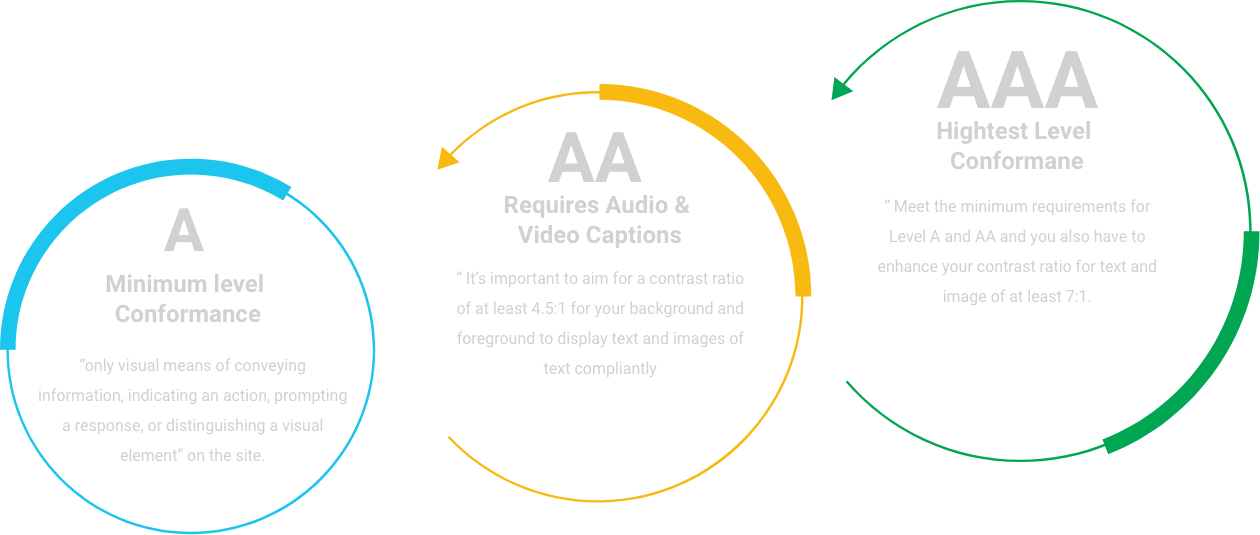 A
Minimum level
Conformance
“only visual means of conveying
information, indicating an action, prompting
a response, or distinguishing a visual
element” on the site.
AA
Requires Audio &
Video Captions
“ It’s important to aim for a contrast ratio
of at least 4.5:1 for your background and
foreground to display text and images of
text compliantly
AAA
Hightest Level
Conformane
“ Meet the minimum requirements for
Level A and AA and you also have to
enhance your contrast ratio for text and
image of at least 7:1.